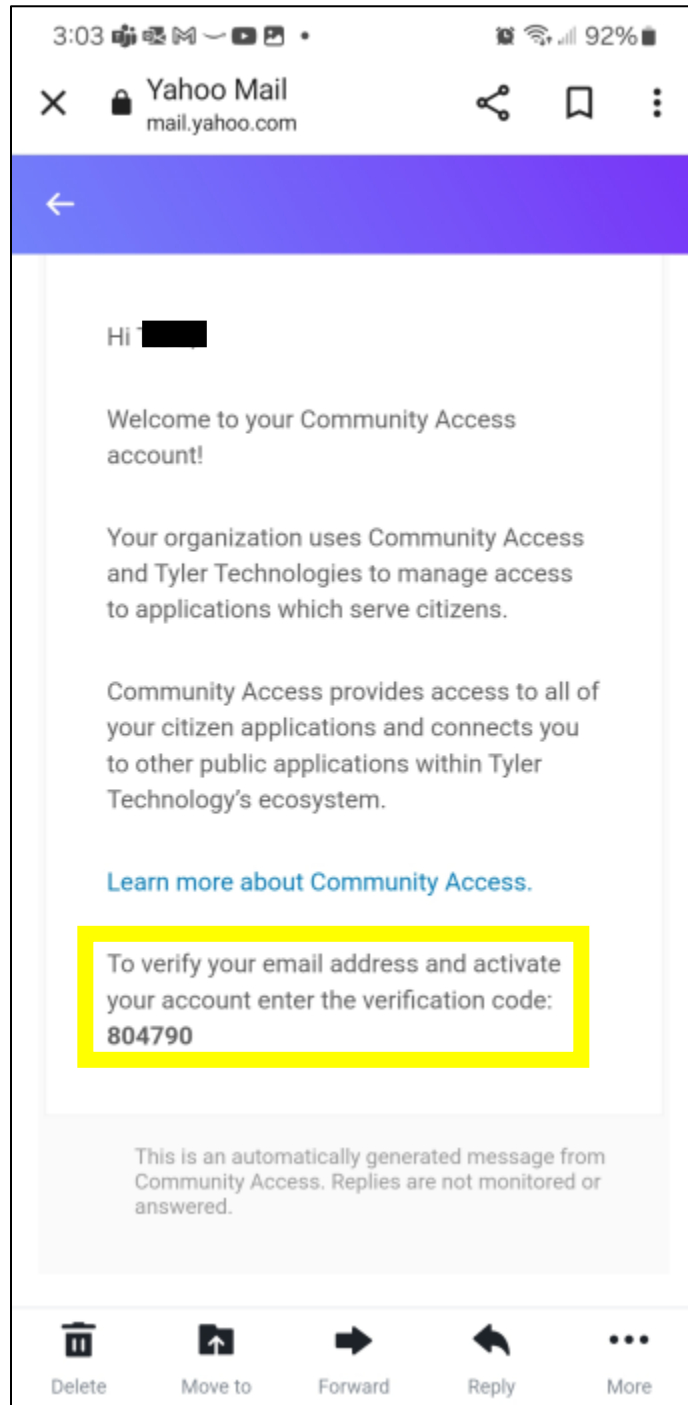 3:03 92%
Yahoo Mail
mail.yahoo.com
Hi
Welcome to your Community Access
account!
Your organization uses Community Access
and Tyler Technologies to manage access
to applications which serve citizens.
Community Access provides access to all of
your citizen applications and connects you
to other public applications within Tyler
Technology's ecosystem.
Learn more about Community Access.
To verify your email address and activate
your account enter the verification code:
804790
This is an automatically generated message from
Community Access. Replies are not monitored or
answered.
Delete Move to Forward Reply More